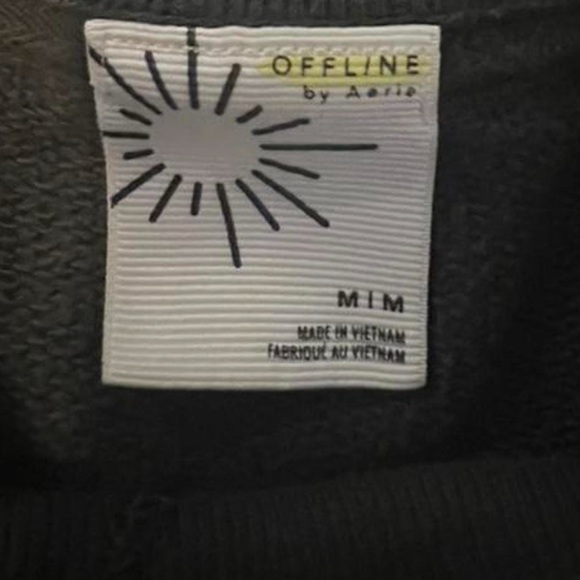 OFFLINE
by Aerie
M I M
MADE IN VIETNAM
FABRIQUÉ AU VIETNAM